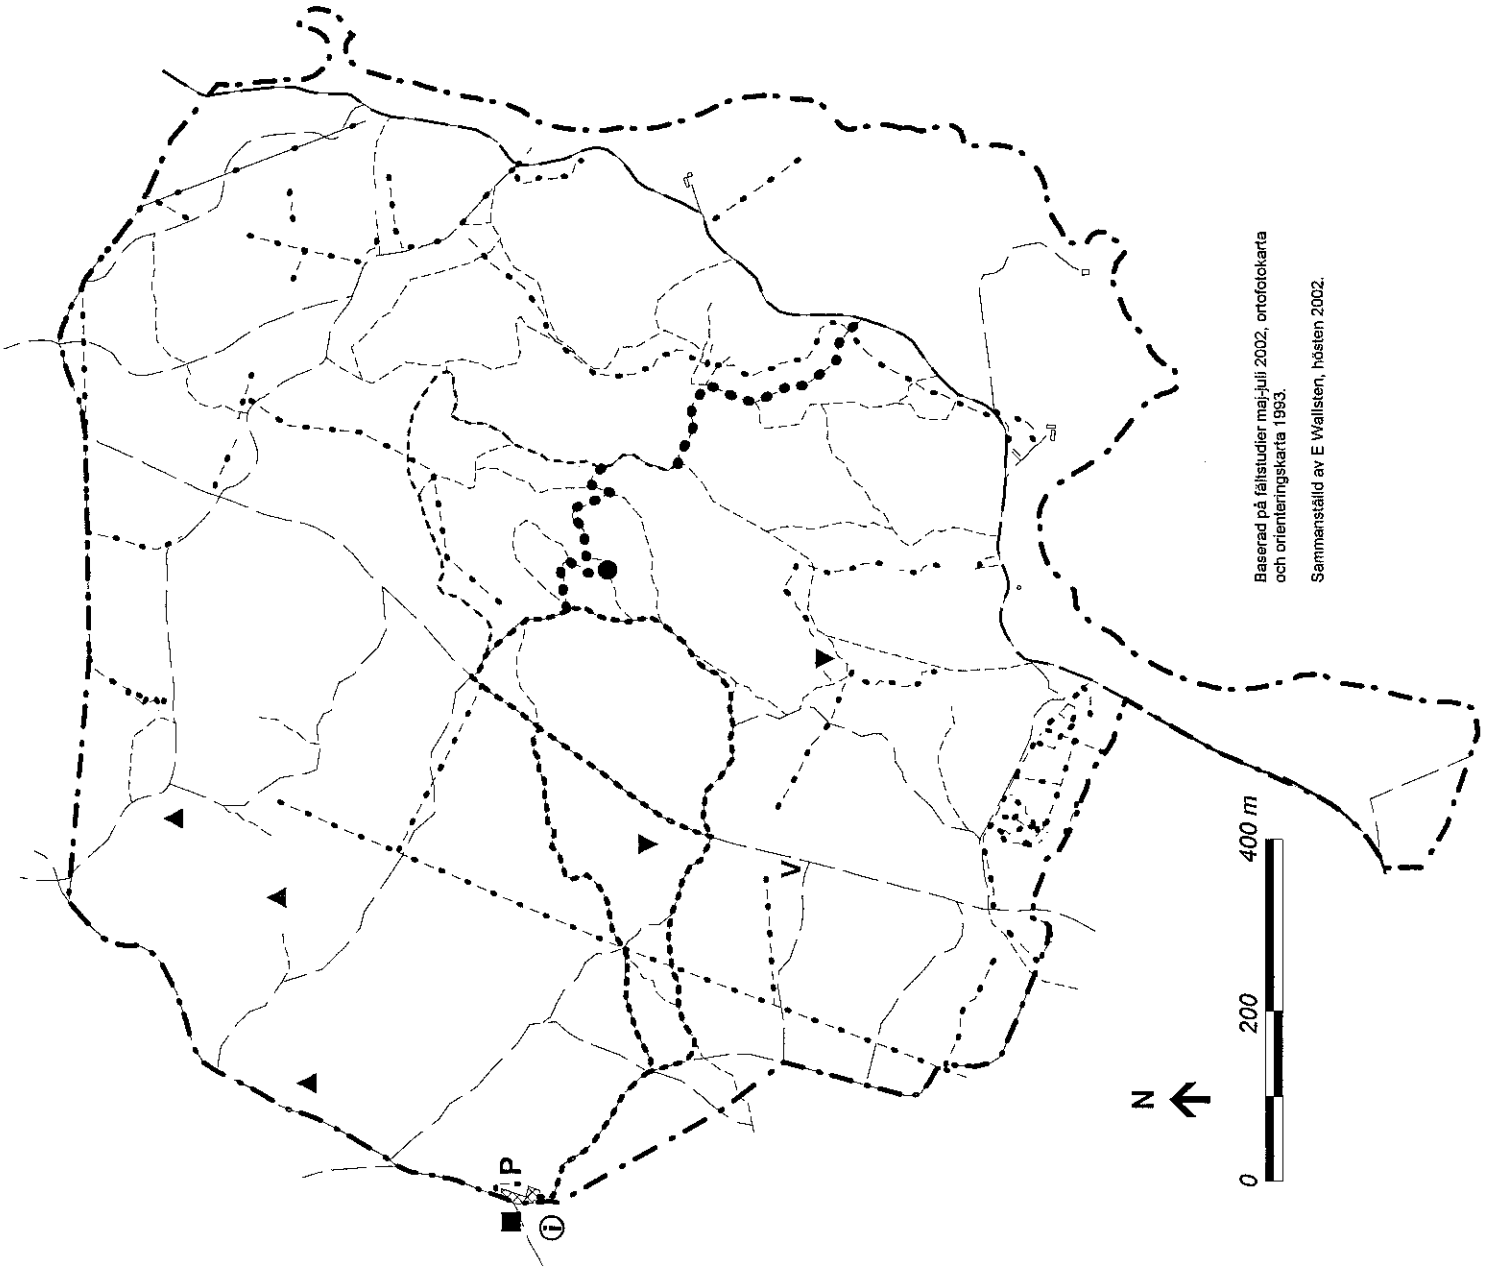 P
i
V
N
0 200 400 m
Baserad på fältstudier maj-juli 2002, ortofotokarta
och orienteringskarta 1993.
Sammanställd av E Wallsten, hösten 2002.